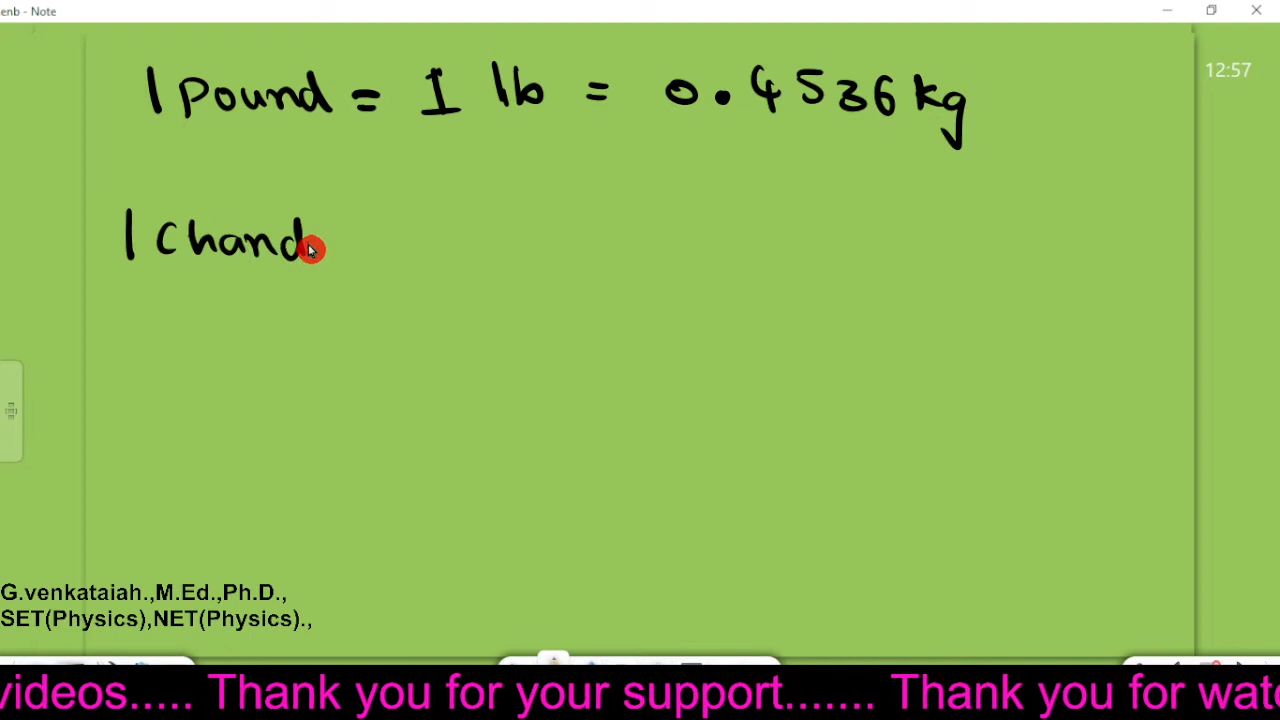 enb - Note
12:57
1 pound = 1 lb = 0.4536 kg
1 Chand
G.venkataiah.,M.Ed.,Ph.D.,
SET(Physics),NET(Physics).,
videos..... Thank you for your support....... Thank you for watc